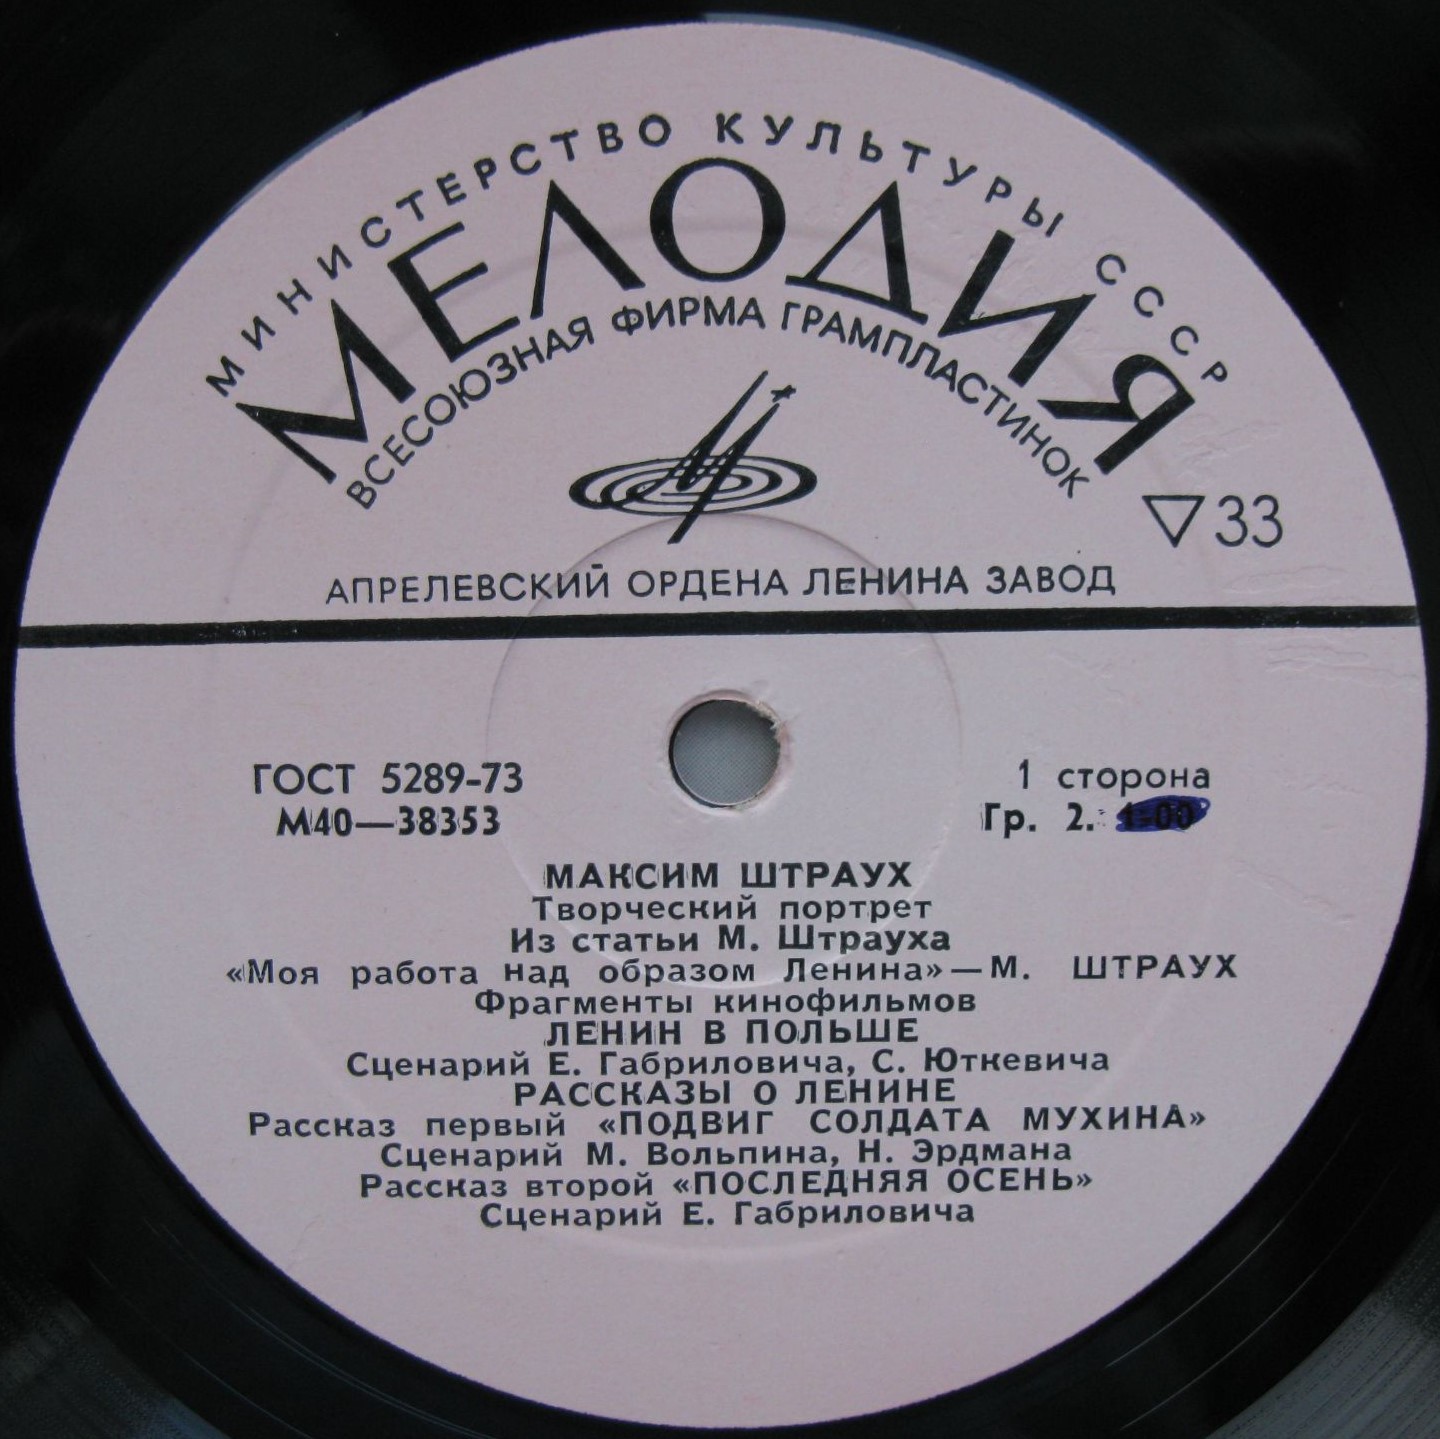 МИНИСТЕРСТВО КУЛЬТУРЫ СССР
МЕЛОДИЯ
ВСЕСОЮЗНАЯ ФИРМА ГРАМПЛАСТИНОК
33
АПРЕЛЕВСКИЙ ОРДЕНА ЛЕНИНА ЗАВОД
ГОСТ 5289-73
М40—38353
1 сторона
Гр. 2. 1-00
МАКСИМ ШТРАУХ
Творческий портрет
Из статьи М. Штрауха
«Моя работа над образом Ленина»—М. ШТРАУХ
Фрагменты кинофильмов
ЛЕНИН В ПОЛЬШЕ
Сценарий Е. Габриловича, С. Юткевича
РАССКАЗЫ О ЛЕНИНЕ
Рассказ первый «ПОДВИГ СОЛДАТА МУХИНА»
Сценарий М. Вольпина, Н. Эрдмана
Рассказ второй «ПОСЛЕДНЯЯ ОСЕНЬ»
Сценарий Е. Габриловича